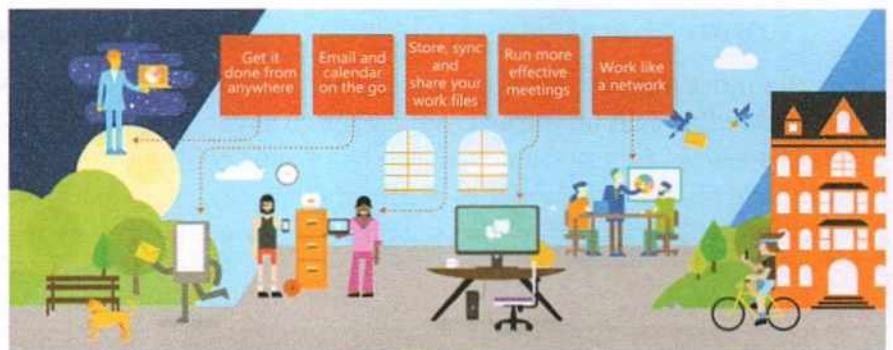 Get it
done from
anywhere
Email and
calendar
on the go
Store, sync
and
share your
work files
Run more
effective
meetings
Work like
a network